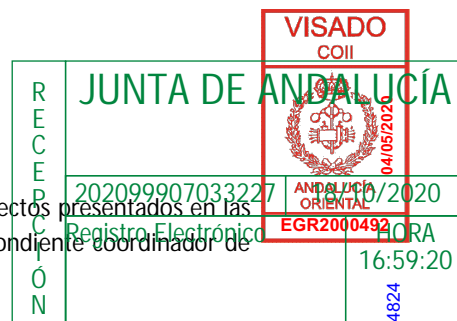 VISADO
COII
JUNTA DE ANDALUCÍA
RECEPCIÓN
04/05/2020
202099907033227
ANDALUCÍA
ORIENTAL
/10/2020
ectos presentados en las
Registro Electrónico
EGR2000492
HORA
ondiente coordinador de
16:59:20
4824